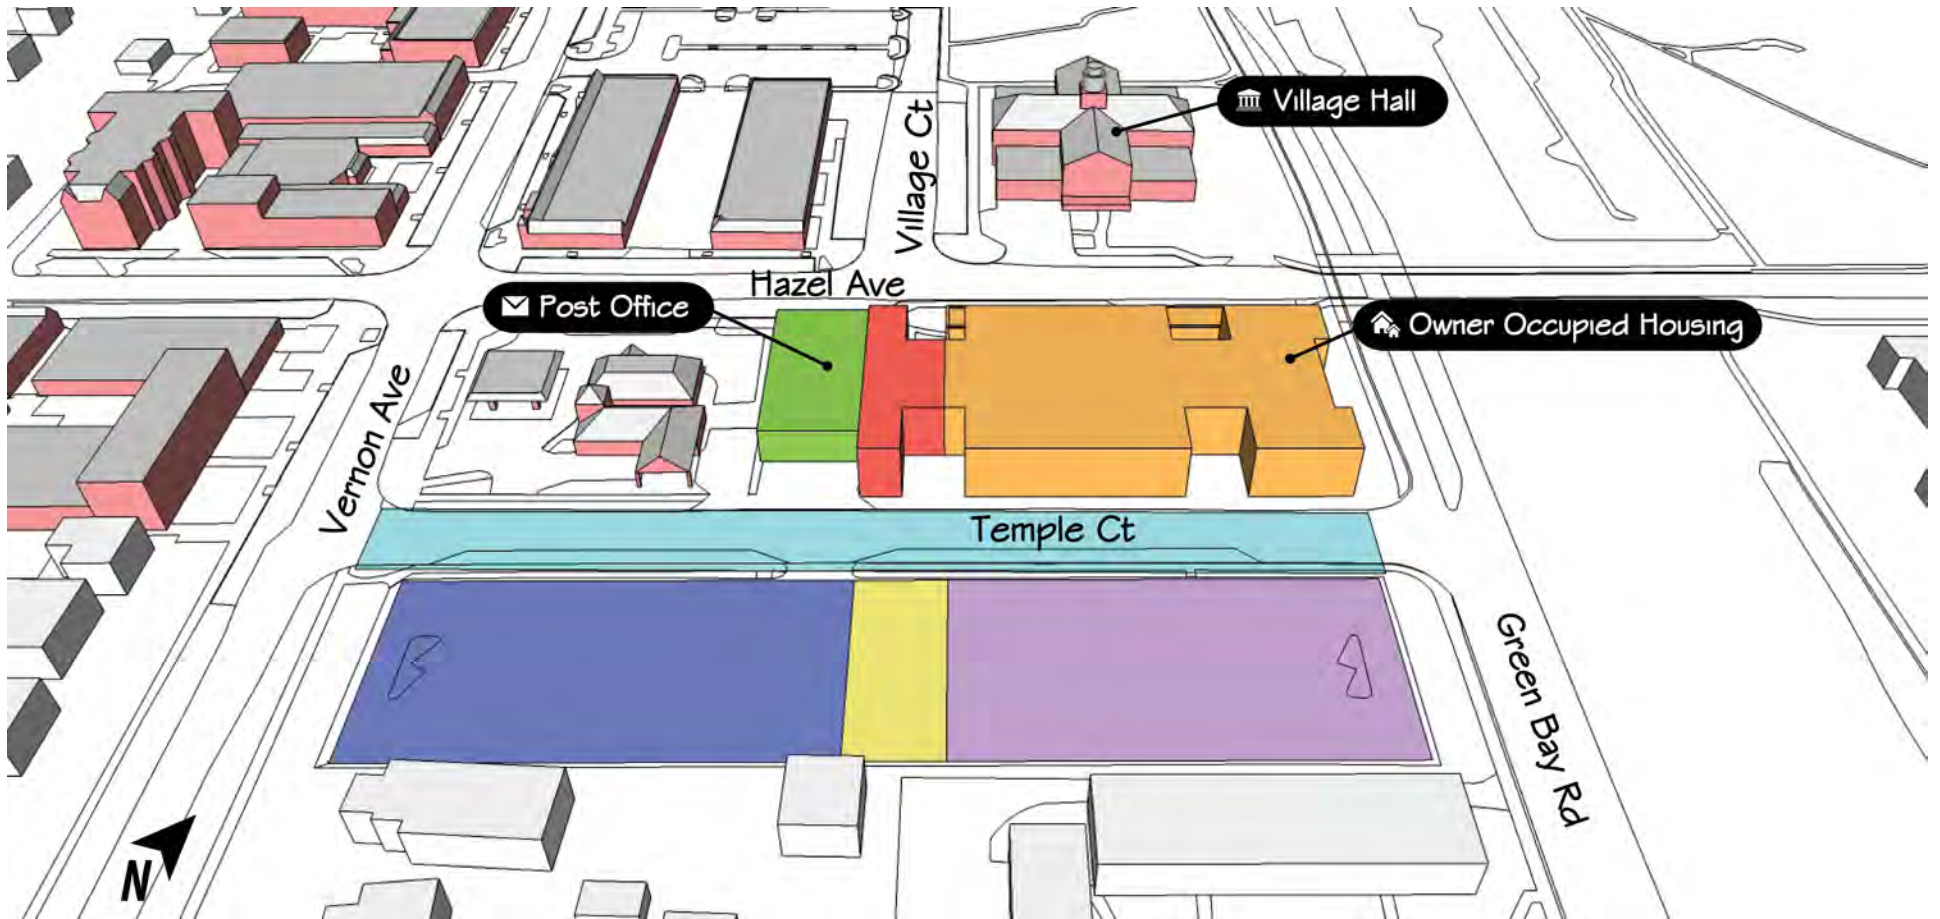 Village Hall
Village Ct
Hazel Ave
Post Office
Owner Occupied Housing
Vernon Ave
Temple Ct
Green Bay Rd
N